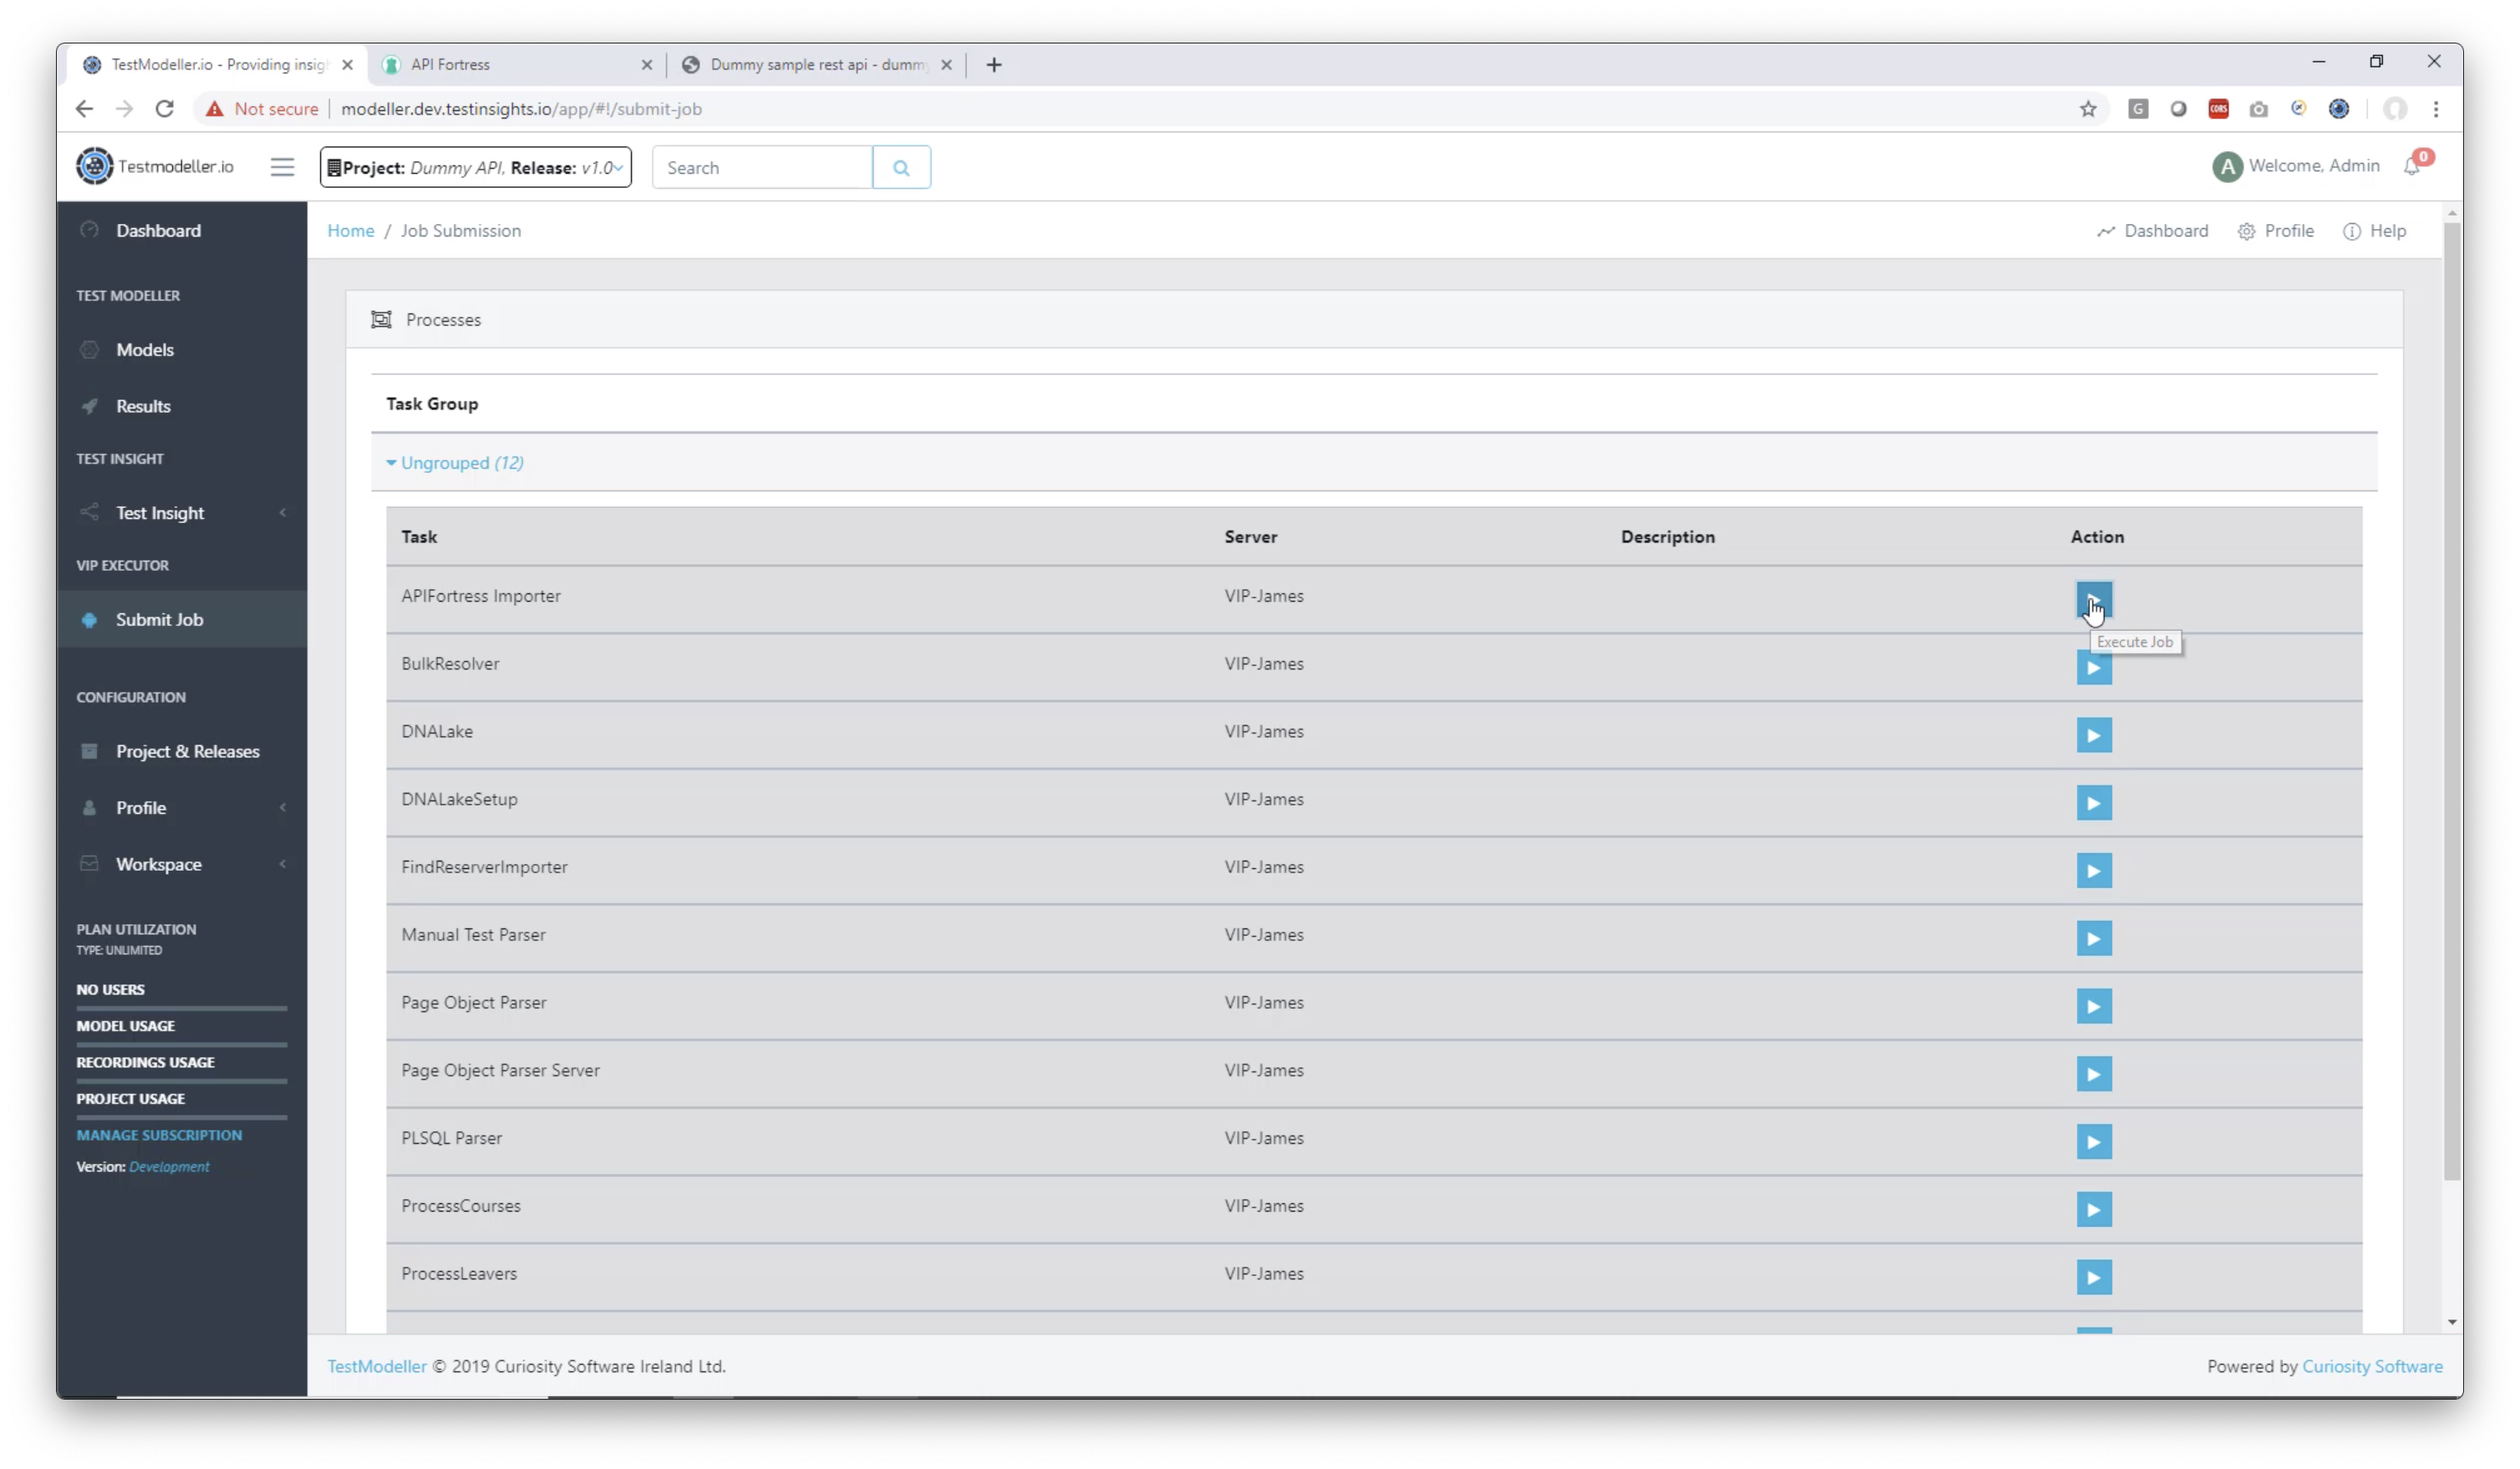 TestModeller.io - Providing insig
API Fortress
Dummy sample rest api - dumm
Not secure
modeller.dev.testinsights.io/app/#!/submit-job
G
CORS
Testmodeller.io
Project: Dummy API, Release: v1.0
Search
A
Welcome, Admin
0
Dashboard
TEST MODELLER
Models
Results
TEST INSIGHT
Test Insight
VIP EXECUTOR
Submit Job
CONFIGURATION
Project & Releases
Profile
Workspace
PLAN UTILIZATION
TYPE: UNLIMITED
NO USERS
MODEL USAGE
RECORDINGS USAGE
PROJECT USAGE
MANAGE SUBSCRIPTION
Version: Development
Home / Job Submission
Dashboard
Profile
Help
Processes
Task Group
Ungrouped (12)
Task Server Description Action
APIFortress Importer VIP-James
Execute Job
BulkResolver VIP-James
DNALake VIP-James
DNALakeSetup VIP-James
FindReserverImporter VIP-James
Manual Test Parser VIP-James
Page Object Parser VIP-James
Page Object Parser Server VIP-James
PLSQL Parser VIP-James
ProcessCourses VIP-James
ProcessLeavers VIP-James
TestModeller © 2019 Curiosity Software Ireland Ltd.
Powered by Curiosity Software